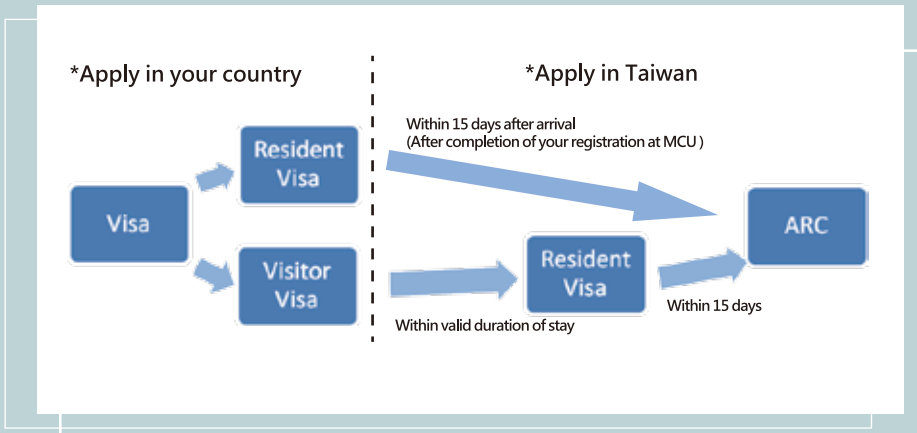 *Apply in your country
*Apply in Taiwan
Within 15 days after arrival
(After completion of your registration at MCU )
Resident
Visa
Visa
ARC
Visitor
Visa
Resident
Visa
Within 15 days
Within valid duration of stay